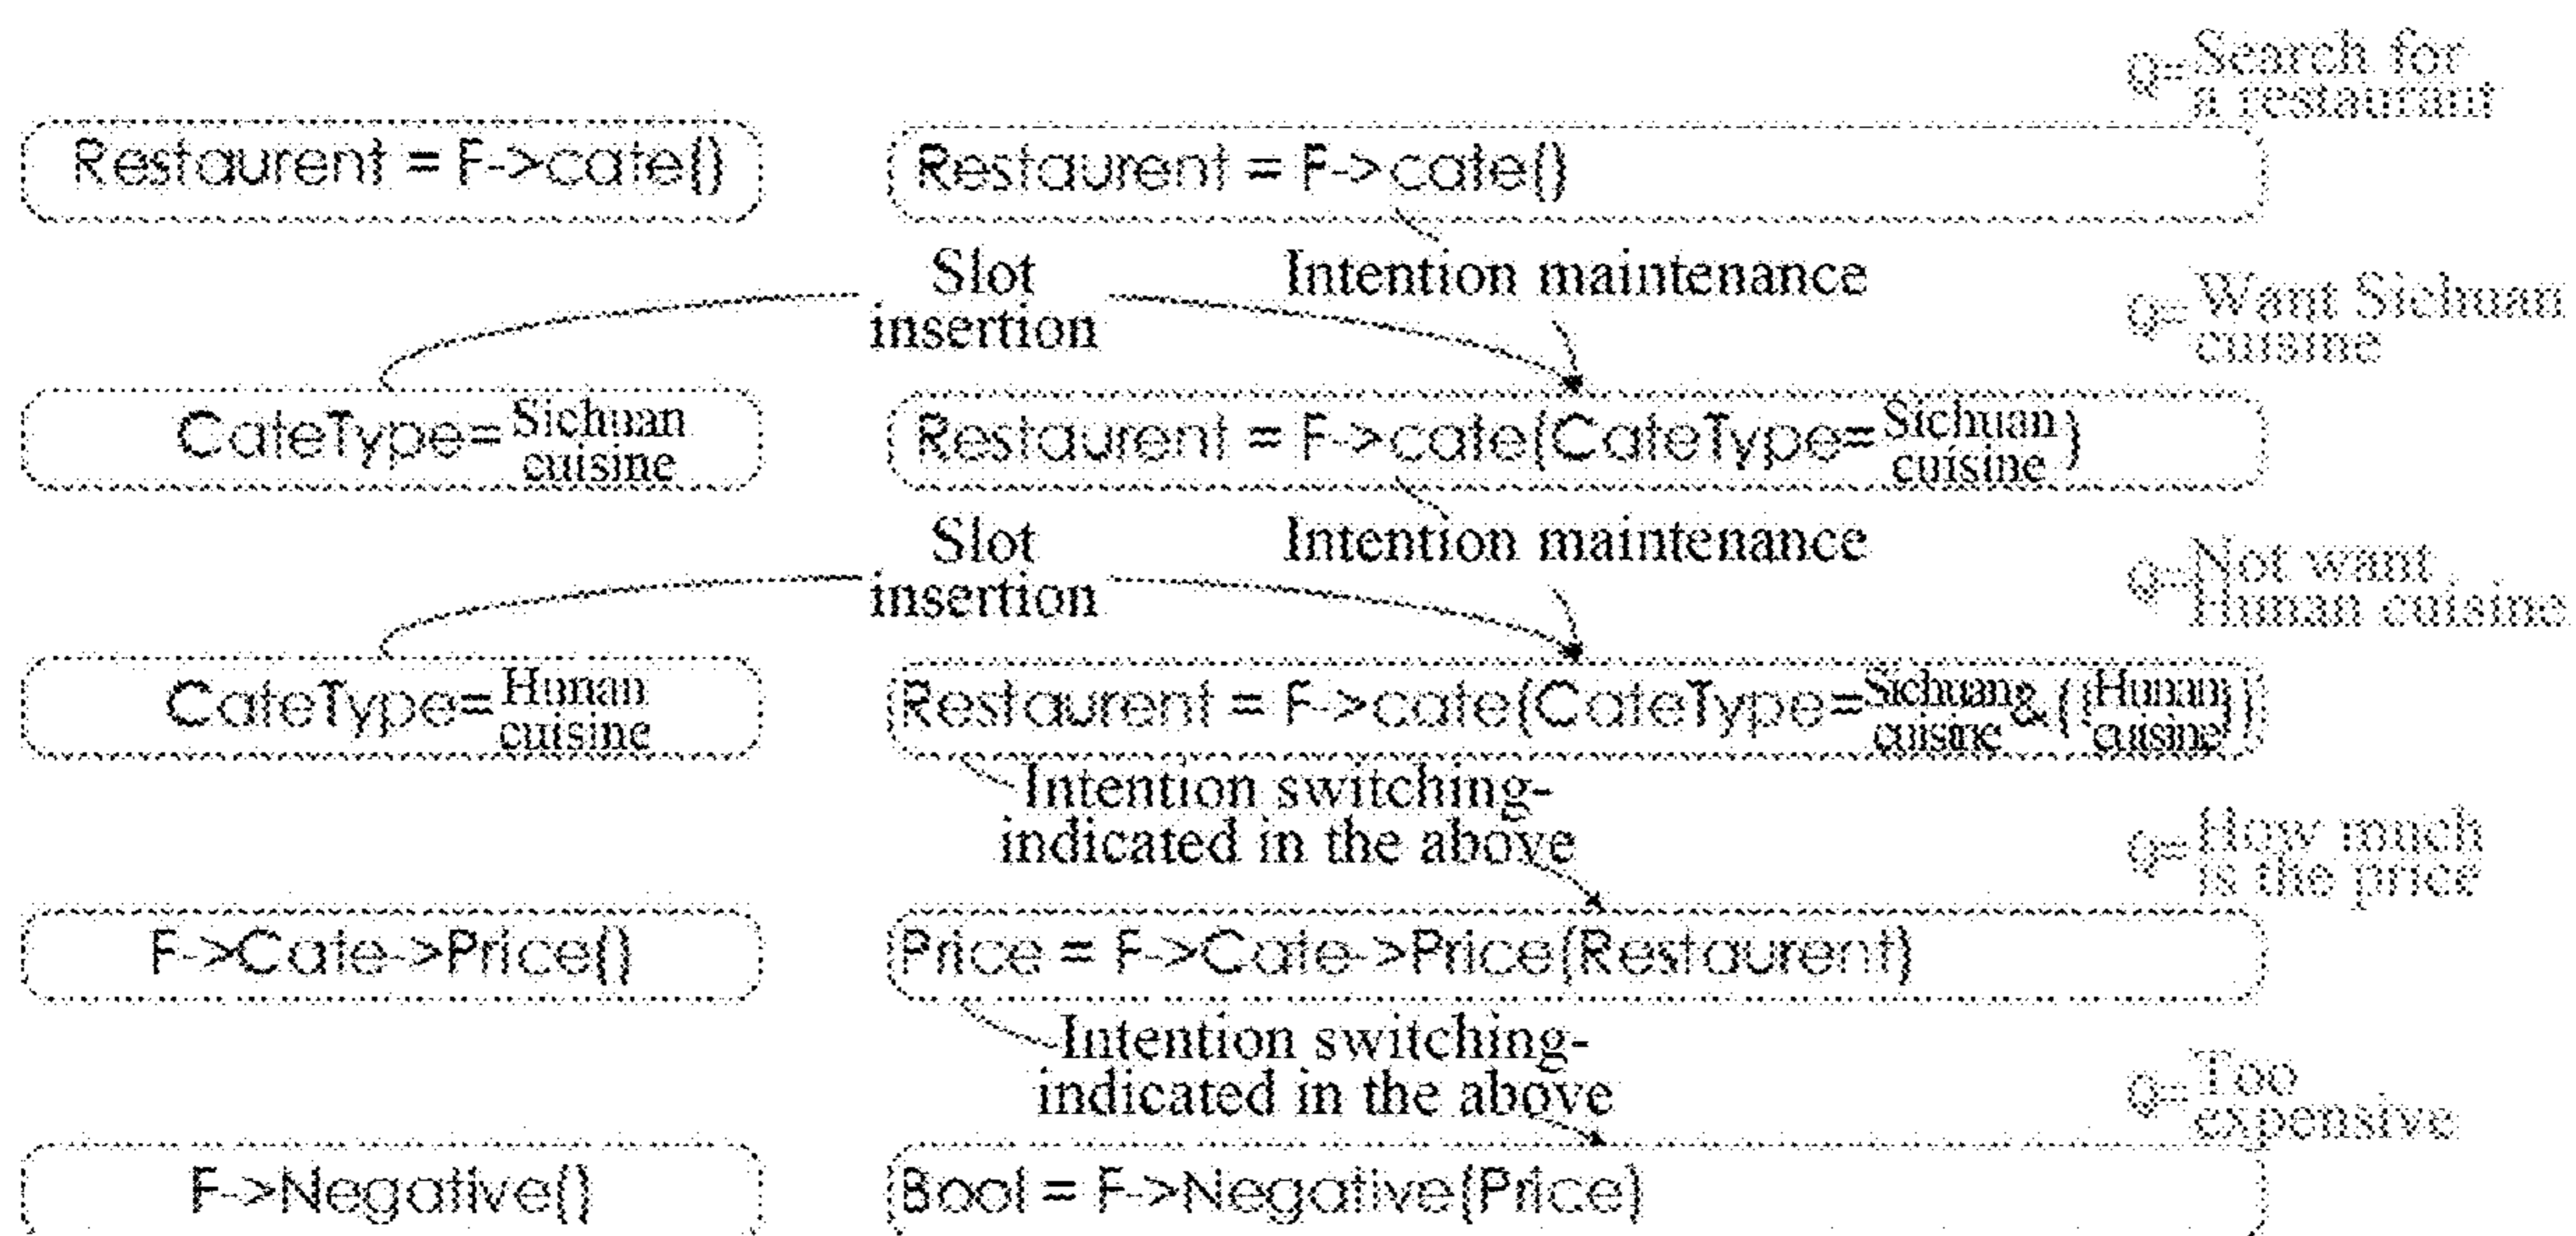 Q= Search for
a restaurant
Restaurent = F->cate()
Restaurent = F->cate()
Slot
insertion
Intention maintenance
Q= Want Sichuan
cuisine
CateType= Sichuan
cuisine
Restaurent = F->cate(CateType= Sichuan
cuisine)
Slot
insertion
Intention maintenance
Q= Not want
Hunan cuisine
CateType= Hunan
cuisine
Restaurent = F->cate(CateType= Sichuan
cuisine &(!Hunan
cuisine))
Intention switching-
indicated in the above
Q= How much
is the price
F->Cate->Price()
Price = F->Cate->Price(Restaurent)
Intention switching-
indicated in the above
Q= Too
expensive
F->Negative()
Bool = F->Negative(Price)